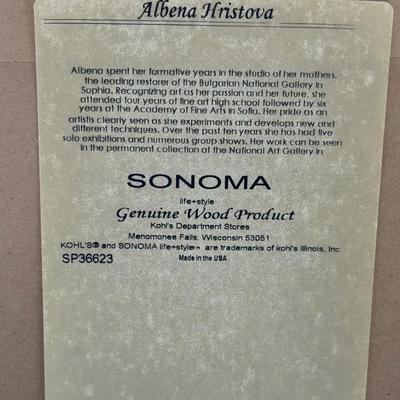 Albena Hristova
Albena spent her formative years in the studio of her mothers,
the leading restorer of the Bulgarian National Gallery in
Sophia. Recognizing art as her passion and her future, she
attended four years of fine art high school followed by six
years at the Academy of Fine Arts in Sofia. Her pride as an
artists clearly seen as she experiments and develops new and
different techniques. Over the past ten years she has had five
solo exhibitions and numerous group shows. Her work can be seen
in the permanent collection at the National Art Gallery in
SONOMA
life+style
Genuine Wood Product
Kohl's Department Stores
Menomonee Falls, Wisconsin 53051
KOHL'S® and SONOMA life+style™ are trademarks of kohl's Illinois, Inc.
SP36623
Made in the USA